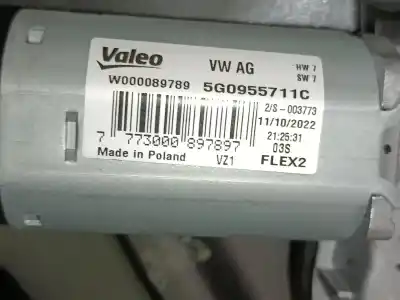 Valeo VW AG HW 7
SW 7
W000089789 5G0955711C
2/S-003773
11/10/2022
21:25:31
7 773000 897897 03S
Made in Poland VZ1 FLEX2